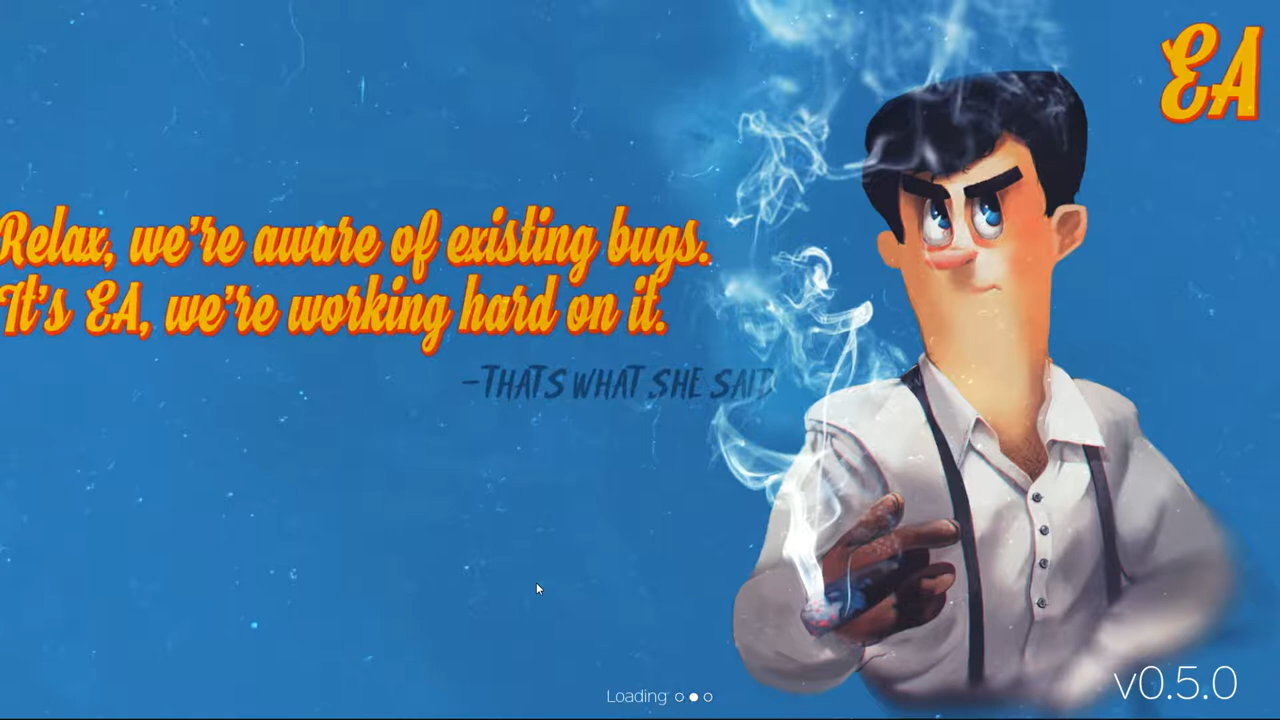 EA
Relax, we're aware of existing bugs.
It's EA, we're working hard on it.
-THATS WHAT SHE SAID
Loading
v0.5.0